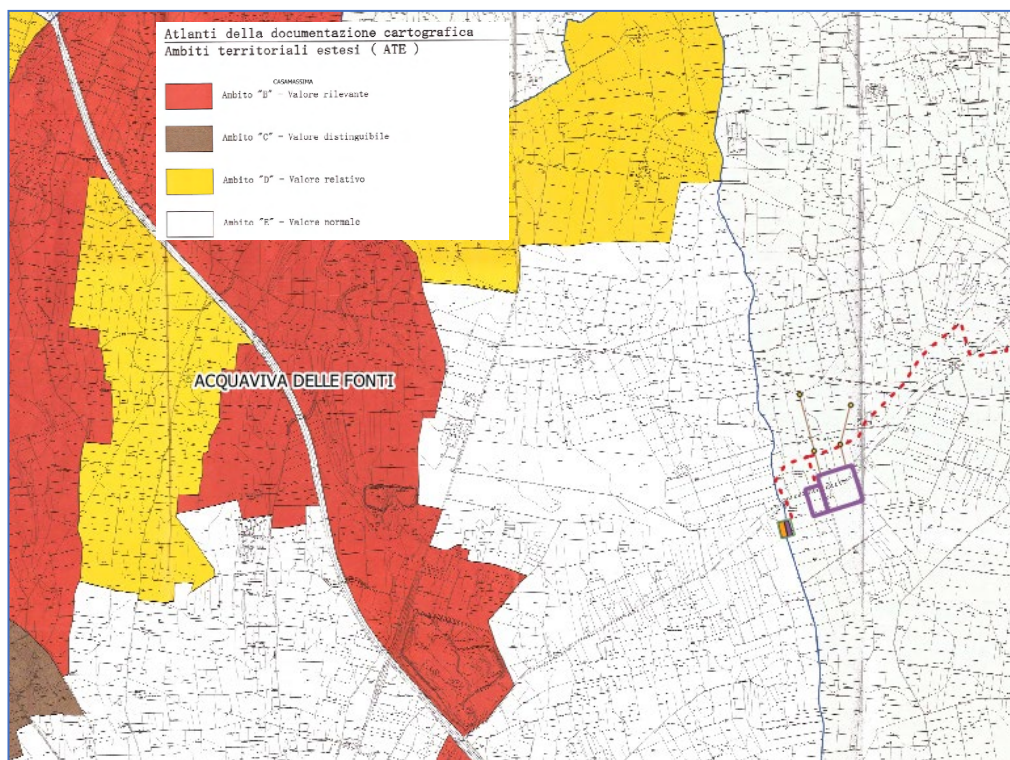 Atlanti della documentazione cartografica
Ambiti territoriali estesi ( ATE )
CASAMASSIMA
Ambito "B" - Valore rilevante
Ambito "C" - Valore distinguibile
Ambito "D" - Valore relativo
Ambito "E" - Valore normale
ACQUAVIVA DELLE FONTI